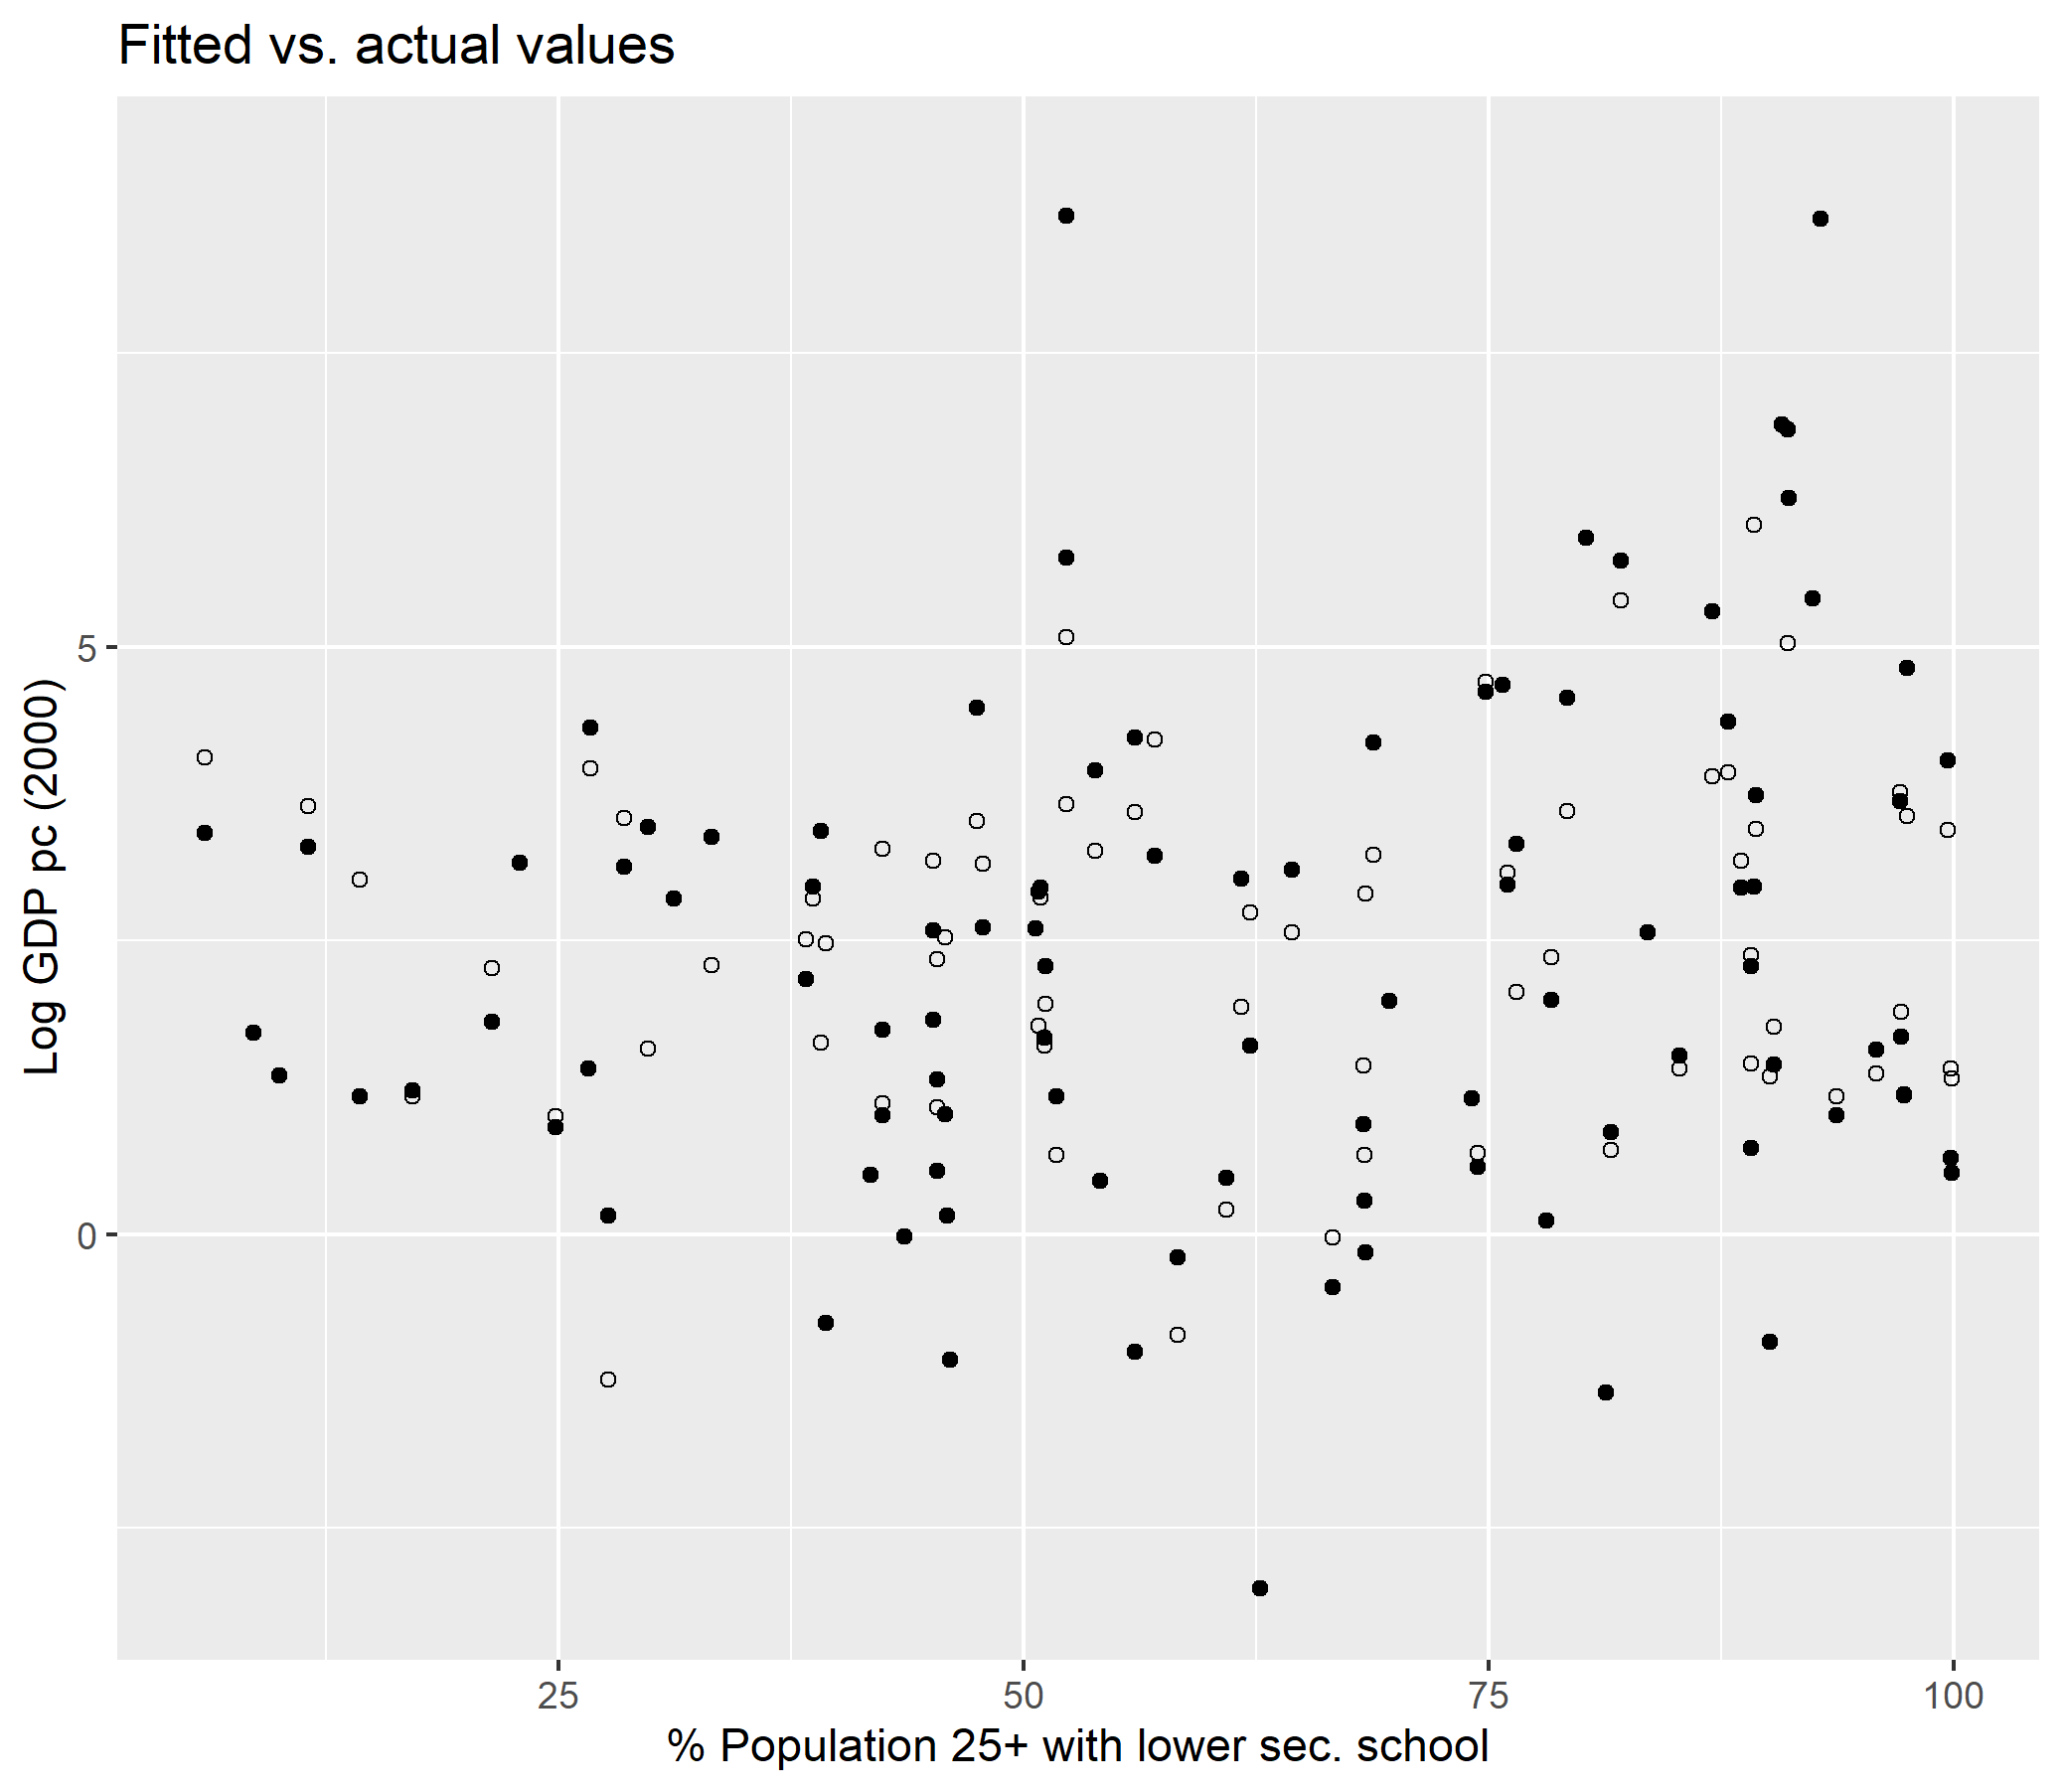 Fitted vs. actual values
Log GDP pc (2000)
5
0
25 50 75 100
% Population 25+ with lower sec. school